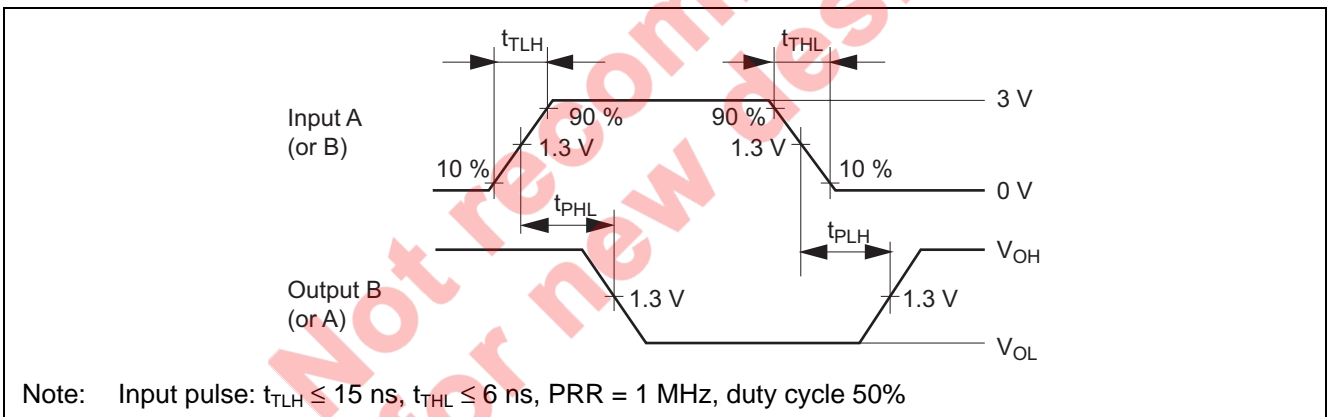 t_TLH
t_THL
Input A
(or B)
90 %
90 %
3 V
1.3 V
1.3 V
10 %
10 %
0 V
t_PHL
t_PLH
V_OH
Output B
(or A)
1.3 V
1.3 V
V_OL
Note: Input pulse: t_TLH ≤ 15 ns, t_THL ≤ 6 ns, PRR = 1 MHz, duty cycle 50%
Not recom
for new des